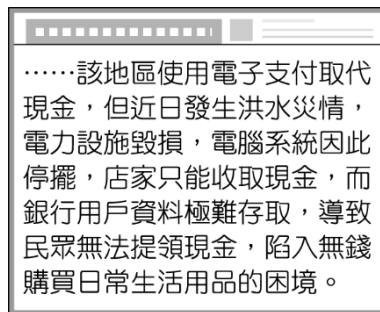 ……該地區使用電子支付取代
現金，但近日發生洪水災情，
電力設施毀損，電腦系統因此
停擺，店家只能收取現金，而
銀行用戶資料極難存取，導致
民眾無法提領現金，陷入無錢
購買日常生活用品的困境。